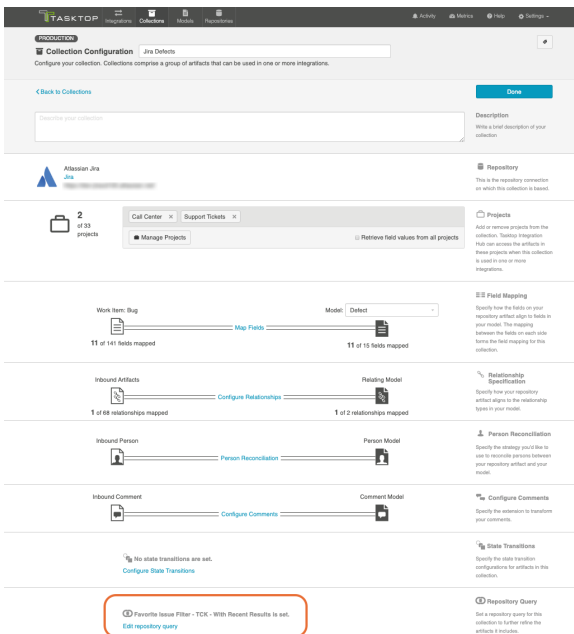 TASKTOP
Integrations
Collections
Models
Repositories
Activity
Metrics
Help
Settings
PRODUCTION
Collection Configuration
Jira Defects
Configure your collection. Collections comprise a group of artifacts that can be used in one or more integrations.
Back to Collections
Done
Describe your collection
Description
Write a brief description of your
collection
Atlassian Jira
Jira
Repository
This is the repository connection
on which this collection is based.
2
of 33
projects
Call Center ×
Support Tickets ×
Manage Projects
Retrieve field values from all projects
Projects
Add or remove projects from the
collection. Tasktop Integration
Hub can access the artifacts in
these projects when this collection
is used in one or more
integrations.
Work Item: Bug
Model: Defect
Map Fields
11 of 141 fields mapped
11 of 15 fields mapped
Field Mapping
Specify how the fields on your
repository artifact align to fields in
your model. The mapping
between the fields on each side
forms the field mapping for this
collection.
Inbound Artifacts
Relating Model
Configure Relationships
1 of 68 relationships mapped
1 of 2 relationships mapped
Relationship
Specification
Specify how your repository
artifact aligns to the relationship
types in your model.
Inbound Person
Person Model
Person Reconciliation
Person Reconciliation
Specify the strategy you'd like to
use to reconcile persons between
your repository artifact and your
model.
Inbound Comment
Comment Model
Configure Comments
Configure Comments
Specify the extension to transform
your comments.
No state transitions are set.
Configure State Transitions
State Transitions
Specify the state transition
configurations for artifacts in this
collection.
Favorite Issue Filter - TCK - With Recent Results is set.
Edit repository query
Repository Query
Set a repository query for this
collection to further refine the
artifacts it includes.